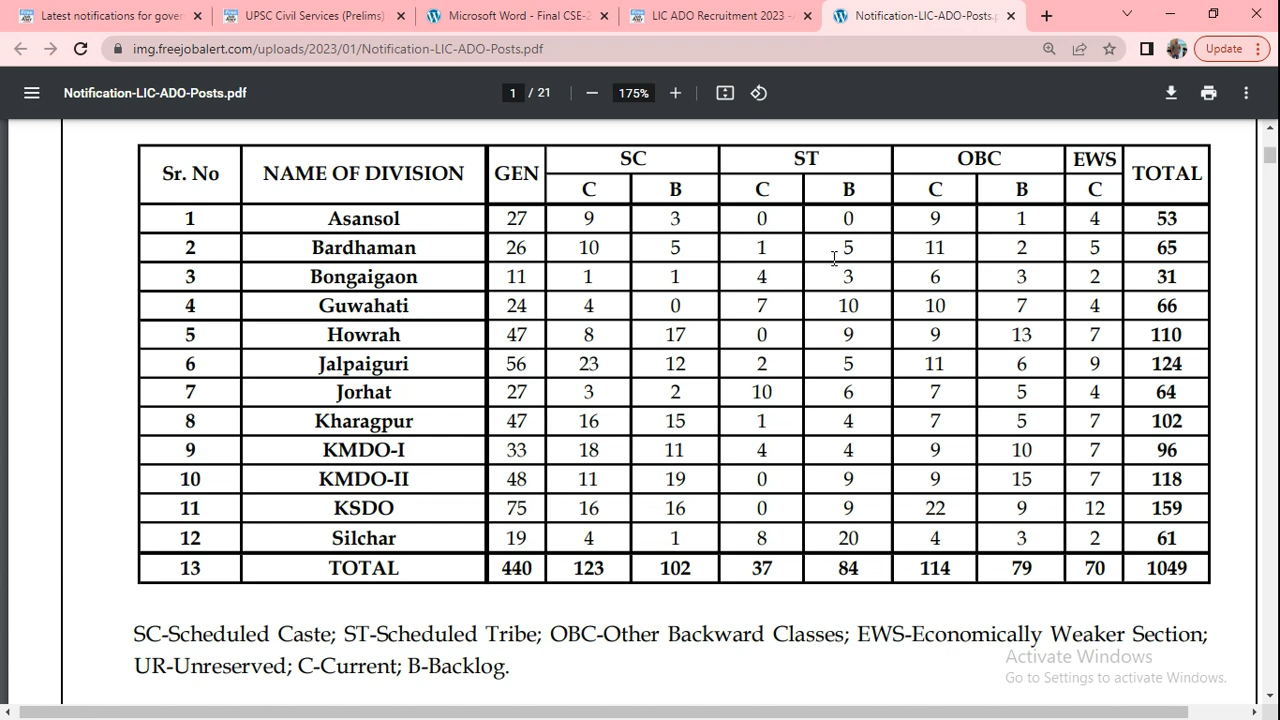 Latest notifications for gover
UPSC Civil Services (Prelims)
Microsoft Word - Final CSE-2
LIC ADO Recruitment 2023 -
Notification-LIC-ADO-Posts.p
img.freejobalert.com/uploads/2023/01/Notification-LIC-ADO-Posts.pdf
Update
Notification-LIC-ADO-Posts.pdf
1 / 21
175%
Sr. No NAME OF DIVISION GEN SC ST OBC EWS TOTAL
C B C B C B C
1 Asansol 27 9 3 0 0 9 1 4 53
2 Bardhaman 26 10 5 1 5 11 2 5 65
3 Bongaigaon 11 1 1 4 3 6 3 2 31
4 Guwahati 24 4 0 7 10 10 7 4 66
5 Howrah 47 8 17 0 9 9 13 7 110
6 Jalpaiguri 56 23 12 2 5 11 6 9 124
7 Jorhat 27 3 2 10 6 7 5 4 64
8 Kharagpur 47 16 15 1 4 7 5 7 102
9 KMDO-I 33 18 11 4 4 9 10 7 96
10 KMDO-II 48 11 19 0 9 9 15 7 118
11 KSDO 75 16 16 0 9 22 9 12 159
12 Silchar 19 4 1 8 20 4 3 2 61
13 TOTAL 440 123 102 37 84 114 79 70 1049
SC-Scheduled Caste; ST-Scheduled Tribe; OBC-Other Backward Classes; EWS-Economically Weaker Section;
UR-Unreserved; C-Current; B-Backlog.
Activate Windows
Go to Settings to activate Windows.